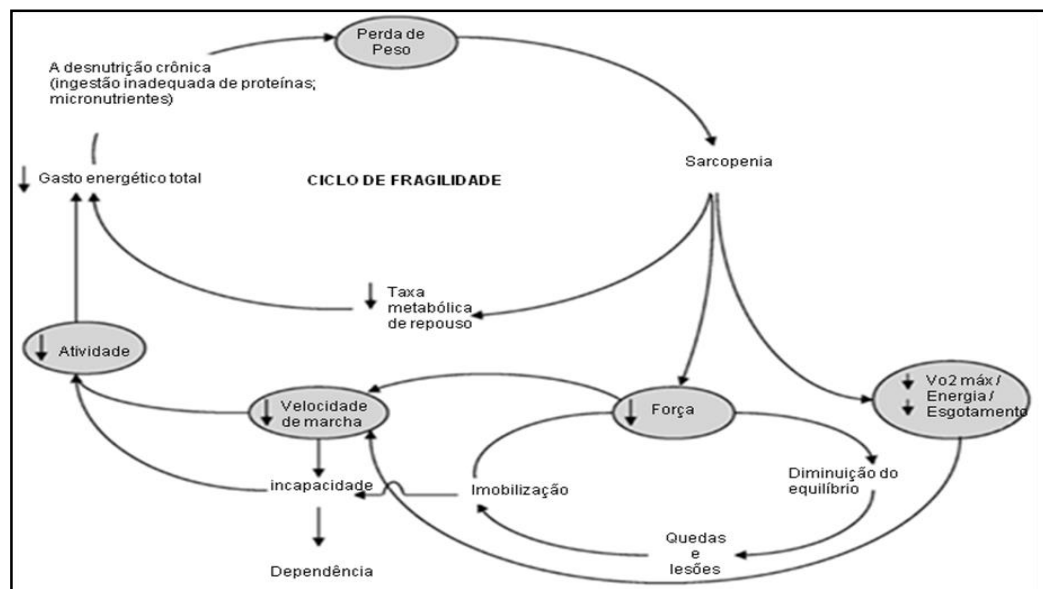 Perda de
Peso
A desnutrição crônica
(ingestão inadequada de proteínas;
micronutrientes)
Sarcopenia
Gasto energético total
CICLO DE FRAGILIDADE
Taxa
metabólica
de repouso
Atividade
Velocidade
de marcha
Força
Vo2 máx /
Energia /
Esgotamento
Diminuição do
equilíbrio
incapacidade
Imobilização
Quedas
e
lesões
Dependência